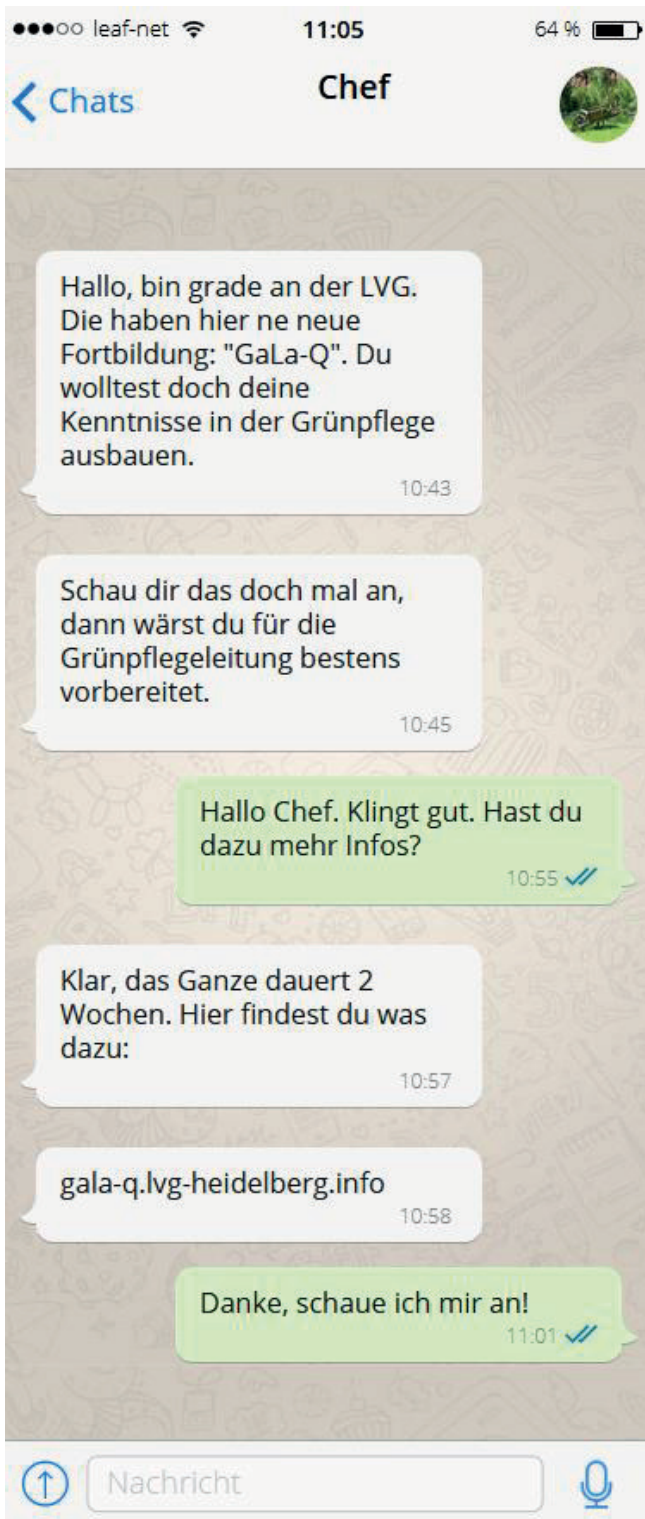 leaf-net 11:05 64 %
Chats Chef
Hallo, bin grade an der LVG.
Die haben hier ne neue
Fortbildung: "GaLa-Q". Du
wolltest doch deine
Kenntnisse in der Grünpflege
ausbauen.
10:43
Schau dir das doch mal an,
dann wärst du für die
Grünpflegeleitung bestens
vorbereitet.
10:45
Hallo Chef. Klingt gut. Hast du
dazu mehr Infos?
10:55
Klar, das Ganze dauert 2
Wochen. Hier findest du was
dazu:
10:57
gala-q.lvg-heidelberg.info
10:58
Danke, schaue ich mir an!
11:01
Nachricht